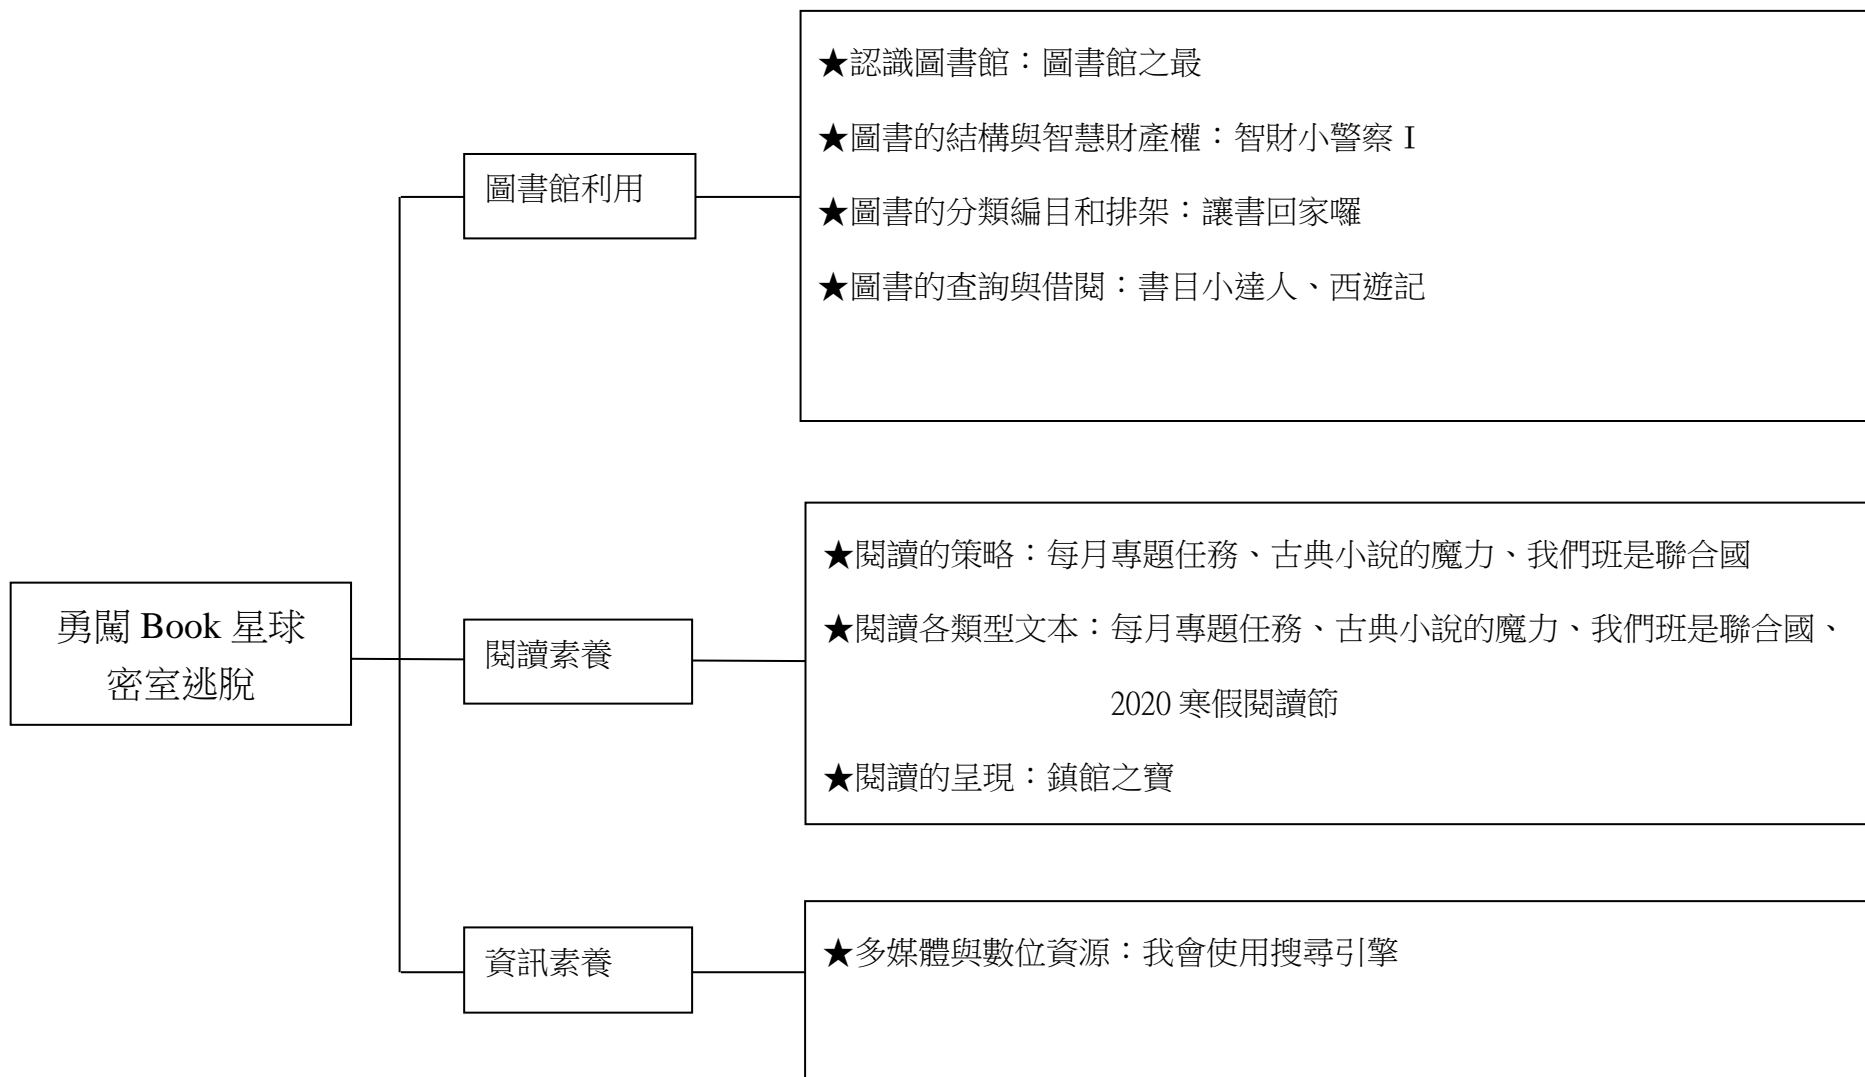 勇闖 Book 星球
密室逃脫
圖書館利用
★認識圖書館：圖書館之最
★圖書的結構與智慧財產權：智財小警察 I
★圖書的分類編目和排架：讓書回家囉
★圖書的查詢與借閱：書目小達人、西遊記
閱讀素養
★閱讀的策略：每月專題任務、古典小說的魔力、我們班是聯合國
★閱讀各類型文本：每月專題任務、古典小說的魔力、我們班是聯合國、
2020 寒假閱讀節
★閱讀的呈現：鎮館之寶
資訊素養
★多媒體與數位資源：我會使用搜尋引擎